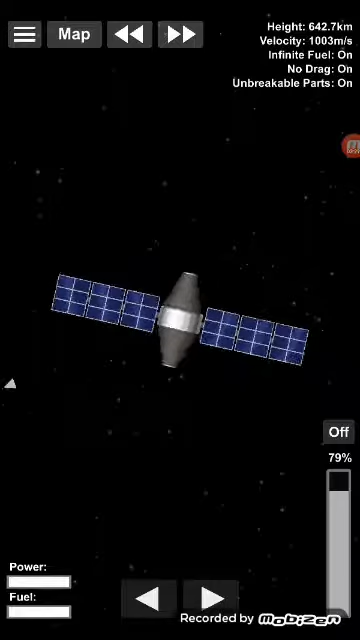 Map
Height: 642.7km
Velocity: 1003m/s
Infinite Fuel: On
No Drag: On
Unbreakable Parts: On
Off
79%
Power:
Fuel:
Recorded by mobizen